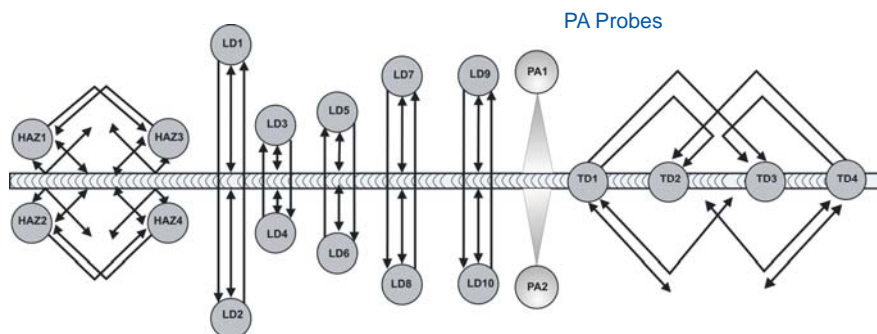 PA Probes
LD1
LD7
LD9
PA1
LD3
LD5
HAZ1
HAZ3
TD1
TD2
TD3
TD4
HAZ2
HAZ4
LD4
LD6
LD8
LD10
PA2
LD2